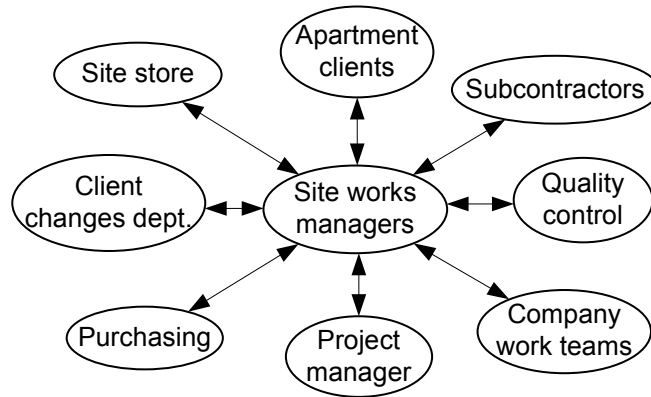 Apartment
clients
Site store
Subcontractors
Client
changes dept.
Site works
managers
Quality
control
Purchasing
Project
manager
Company
work teams